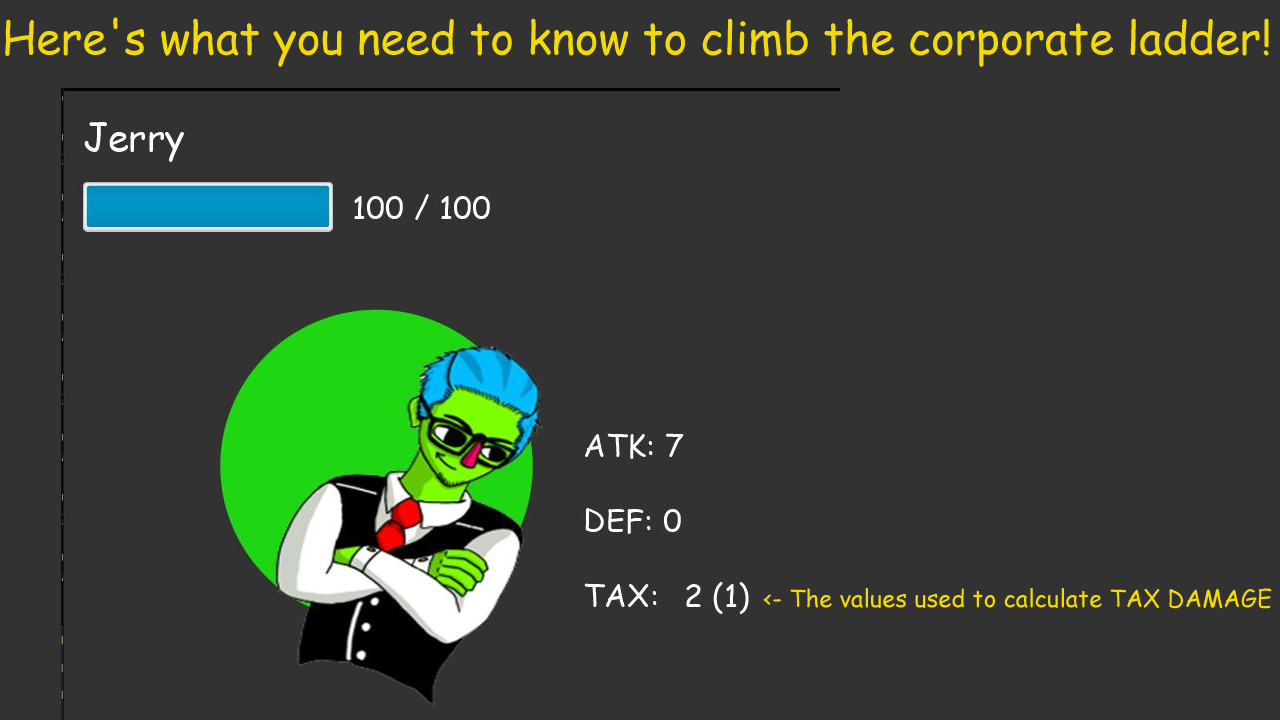 Here's what you need to know to climb the corporate ladder!
Jerry
100 / 100
ATK: 7
DEF: 0
TAX: 2 (1) <- The values used to calculate TAX DAMAGE